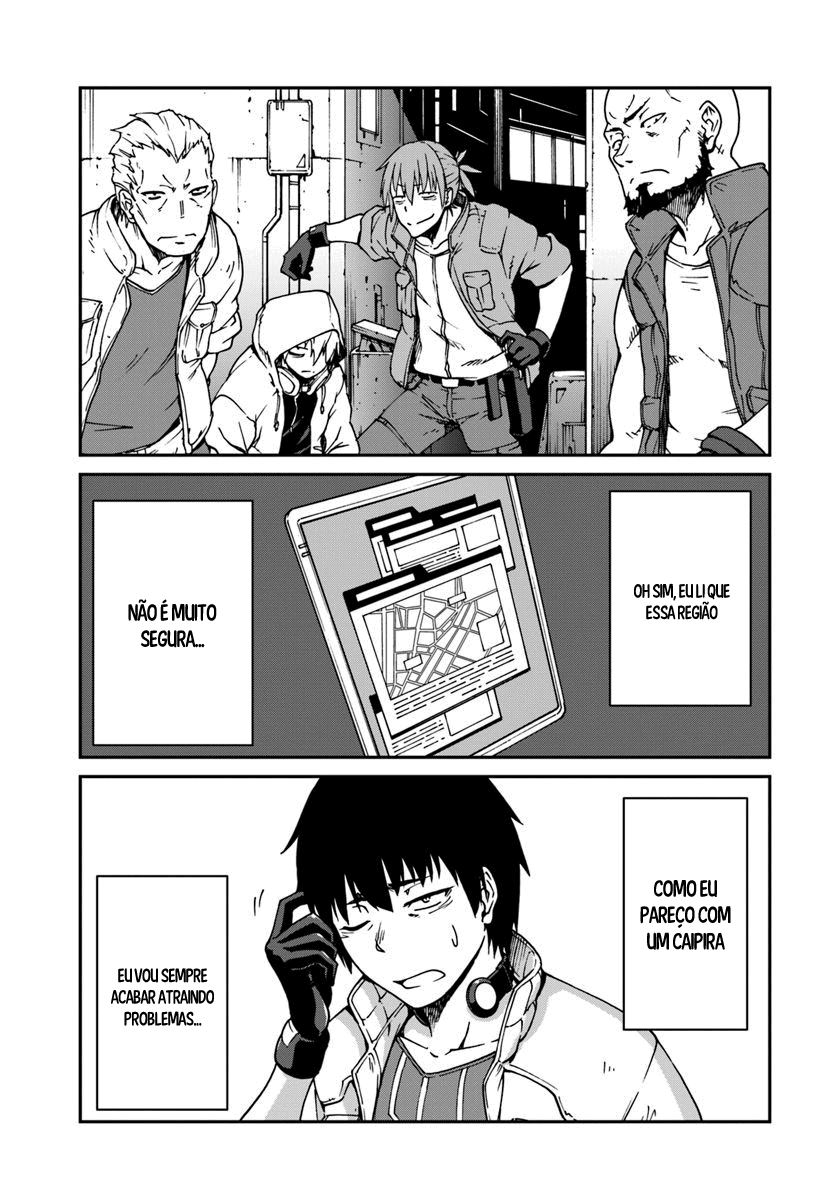 OH SIM, EU LI QUE
ESSA REGIÃO
NÃO É MUITO
SEGURA...
COMO EU
PAREÇO COM
UM CAIPIRA
EU VOU SEMPRE
ACABAR ATRAINDO
PROBLEMAS...